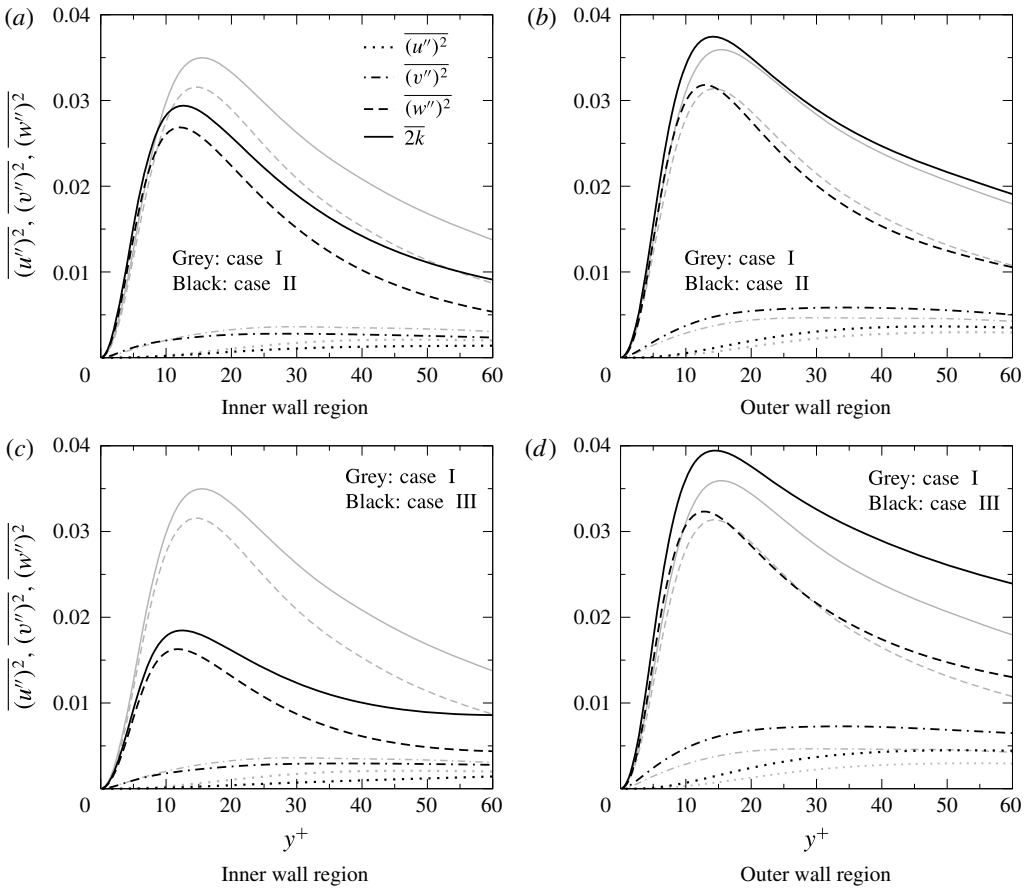 (a)
0.04
0.03
0.02
0.01
0
10
20
30
40
50
60
(u″)², (v″)², (w″)²
(u″)²
(v″)²
(w″)²
2k
Grey: case I
Black: case II
Inner wall region
(b)
0.04
0.03
0.02
0.01
0
10
20
30
40
50
60
Grey: case I
Black: case II
Outer wall region
(c)
0.04
0.03
0.02
0.01
0
10
20
30
40
50
60
(u″)², (v″)², (w″)²
Grey: case I
Black: case III
y⁺
Inner wall region
(d)
0.04
0.03
0.02
0.01
0
10
20
30
40
50
60
Grey: case I
Black: case III
y⁺
Outer wall region